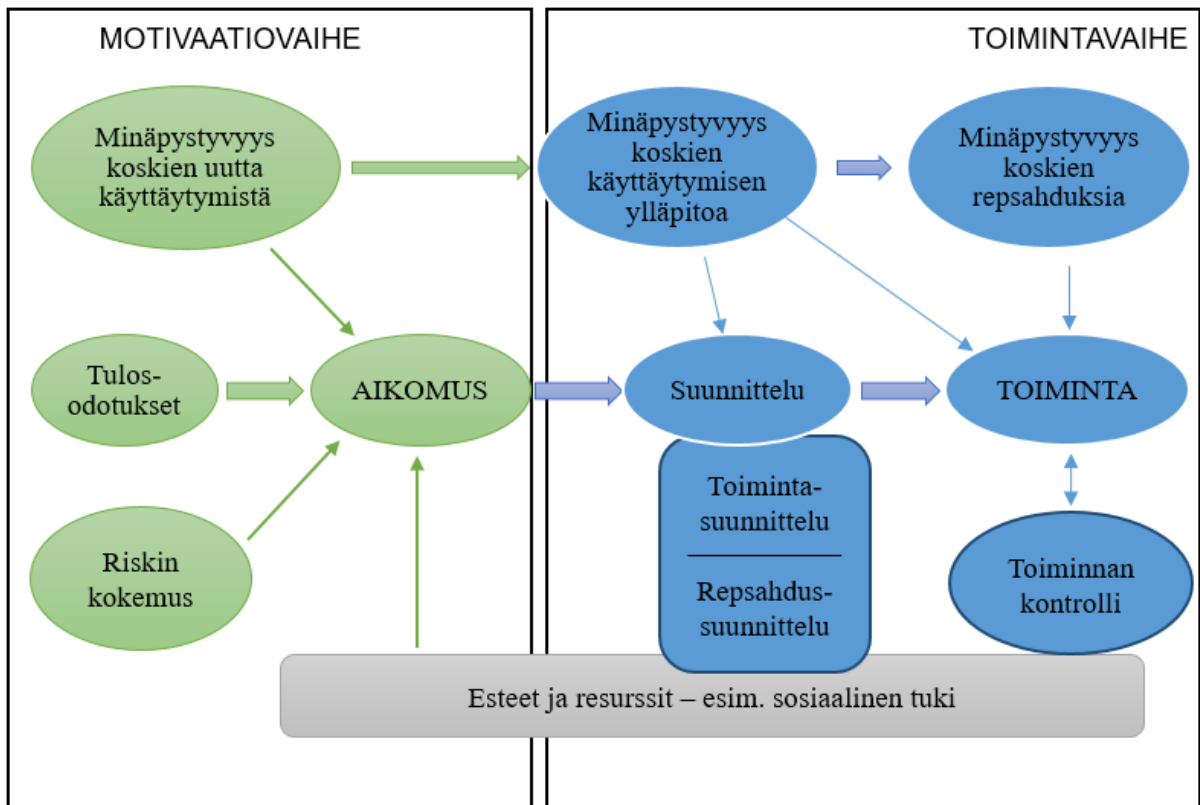 MOTIVAATIOVAIHE
TOIMINTAVAIHE
Minäpystyvyys
koskien uutta
käyttäytymistä
Minäpystyvyys
koskien
käyttäytymisen
ylläpitoa
Minäpystyvyys
koskien
repsahduksia
Tulos-
odotukset
AIKOMUS
Suunnittelu
TOIMINTA
Toiminta-
suunnittelu
Repsahdus-
suunnittelu
Riskin
kokemus
Toiminnan
kontrolli
Esteet ja resurssit – esim. sosiaalinen tuki